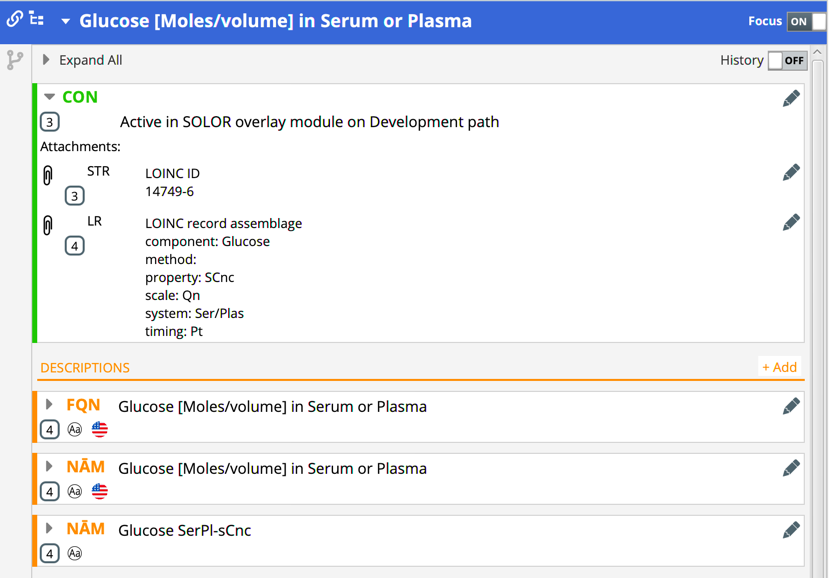 Glucose [Moles/volume] in Serum or Plasma
Focus ON
Expand All
History OFF
CON
3
Active in SOLOR overlay module on Development path
Attachments:
STR
LOINC ID
3
14749-6
LR
LOINC record assemblage
4
component: Glucose
method:
property: SCnc
scale: Qn
system: Ser/Plas
timing: Pt
DESCRIPTIONS
+ Add
FQN Glucose [Moles/volume] in Serum or Plasma
4 Aa
NĀM Glucose [Moles/volume] in Serum or Plasma
4 Aa
NĀM Glucose SerPl-sCnc
4 Aa